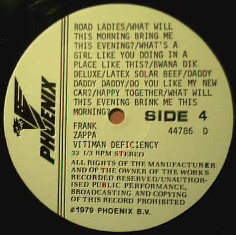 ROAD LADIES/WHAT WILL
THIS MORNING BRING ME
THIS EVENING?/WHAT'S A
GIRL LIKE YOU DOING IN A
PLACE LIKE THIS?/BWANA DIK
DELUXE/LATEX SOLAR BEEF/DADDY
DADDY DADDY/DO YOU LIKE MY NEW
CAR?/HAPPY TOGETHER/WHAT WILL
THIS EVENING BRINK ME THIS
MORNING?
SIDE 4
44786 D
FRANK
ZAPPA
VITIMAN DEFICIENCY
33 1/3 RPM STEREO
ALL RIGHTS OF THE MANUFACTURER
AND OF THE OWNER OF THE WORKS
RECORDED RESERVED/UNAUTHOR-
ISED PUBLIC PERFORMANCE,
BROADCASTING AND COPYING
OF THIS RECORD PROHIBITED
©1979 PHOENIX B.V.
PHOENIX